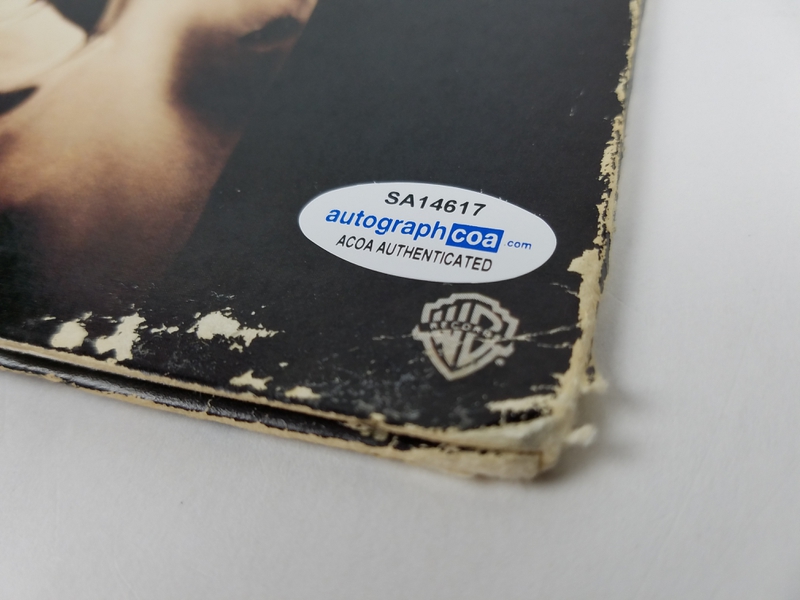 SA14617
autographcoa.com
ACOA AUTHENTICATED
RECORDS